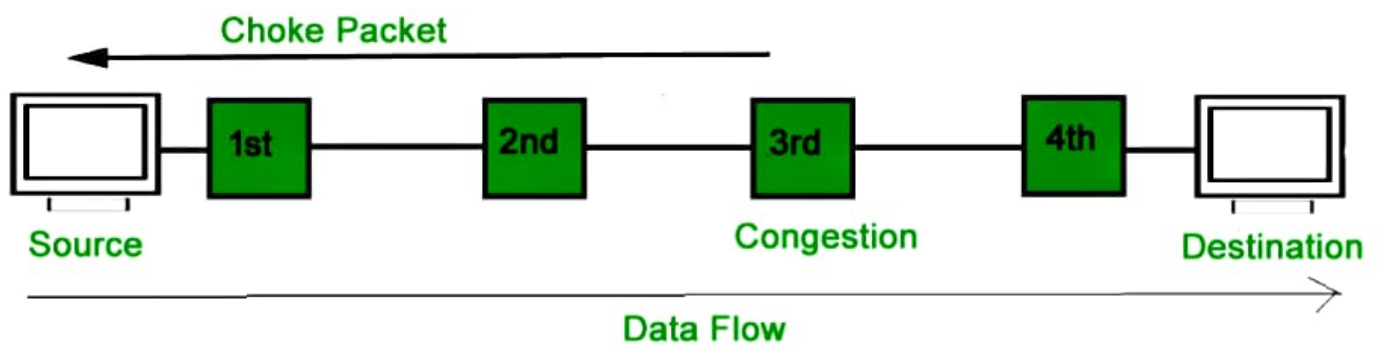 Choke Packet
1st
2nd
3rd
4th
Source
Congestion
Destination
Data Flow